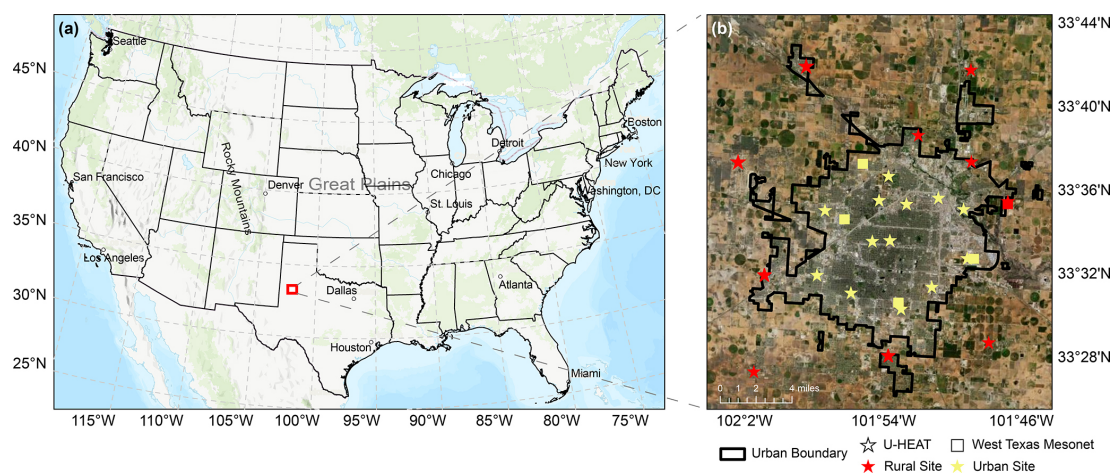 (a)
Seattle
Boston
Detroit
New York
Rocky Mountains
San Francisco
Denver
Great Plains
Chicago
Washington, DC
St. Louis
Los Angeles
Atlanta
Dallas
Houston
Miami
45°N
40°N
35°N
30°N
25°N
115°W 110°W 105°W 100°W 95°W 90°W 85°W 80°W 75°W
(b)
33°44'N
33°40'N
33°36'N
33°32'N
33°28'N
0 1 2 4 miles
102°2'W 101°54'W 101°46'W
Urban Boundary
U-HEAT
West Texas Mesonet
Rural Site
Urban Site